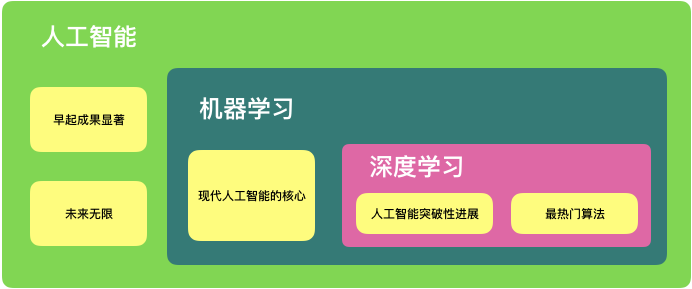 人工智能
早起成果显著
未来无限
机器学习
现代人工智能的核心
深度学习
人工智能突破性进展
最热门算法